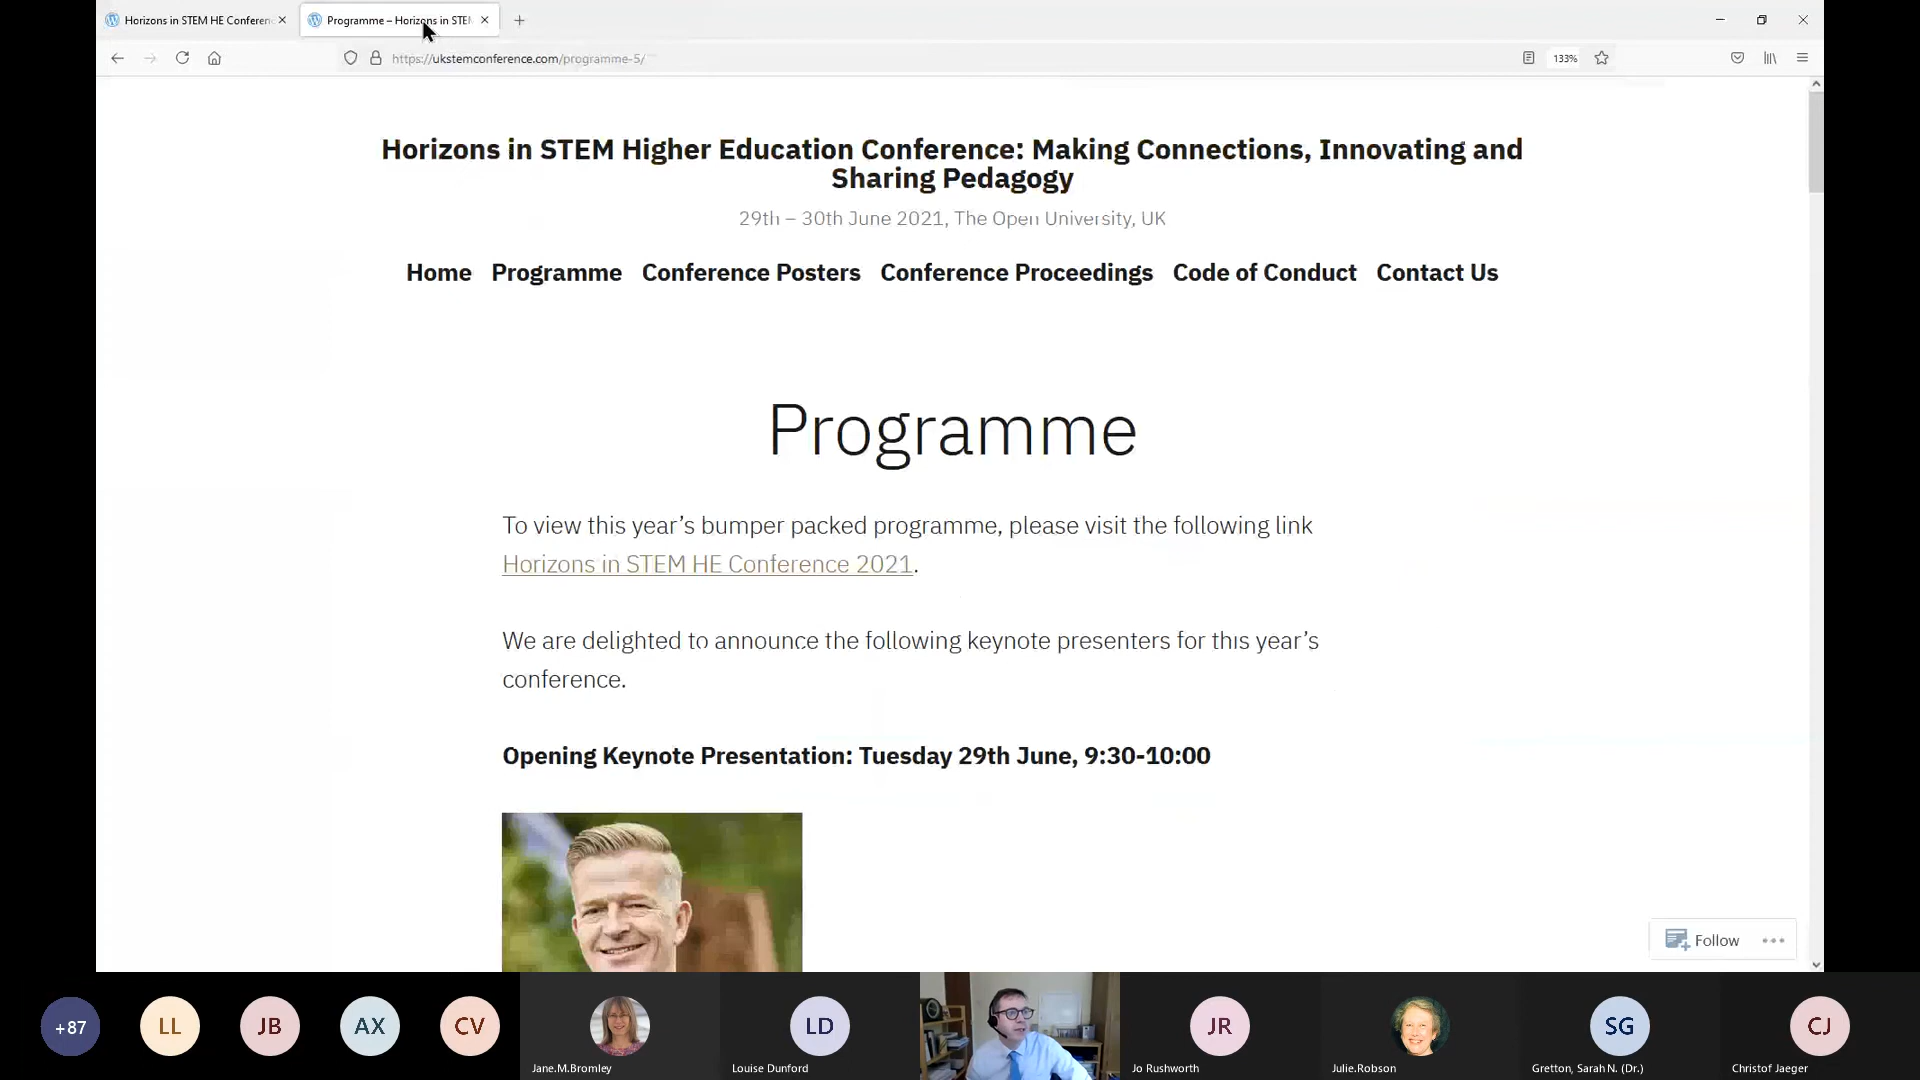 Horizons in STEM HE Conferen
Programme – Horizons in STEM
https://ukstemconference.com/programme-5/
133%
Horizons in STEM Higher Education Conference: Making Connections, Innovating and
Sharing Pedagogy
29th – 30th June 2021, The Open University, UK
Home Programme Conference Posters Conference Proceedings Code of Conduct Contact Us
Programme
To view this year’s bumper packed programme, please visit the following link
Horizons in STEM HE Conference 2021.
We are delighted to announce the following keynote presenters for this year’s
conference.
Opening Keynote Presentation: Tuesday 29th June, 9:30-10:00
Follow
+87
LL
JB
AX
CV
LD
JR
SG
CJ
Jane.M.Bromley
Louise Dunford
Jo Rushworth
Julie.Robson
Gretton, Sarah N. (Dr.)
Christof Jaeger